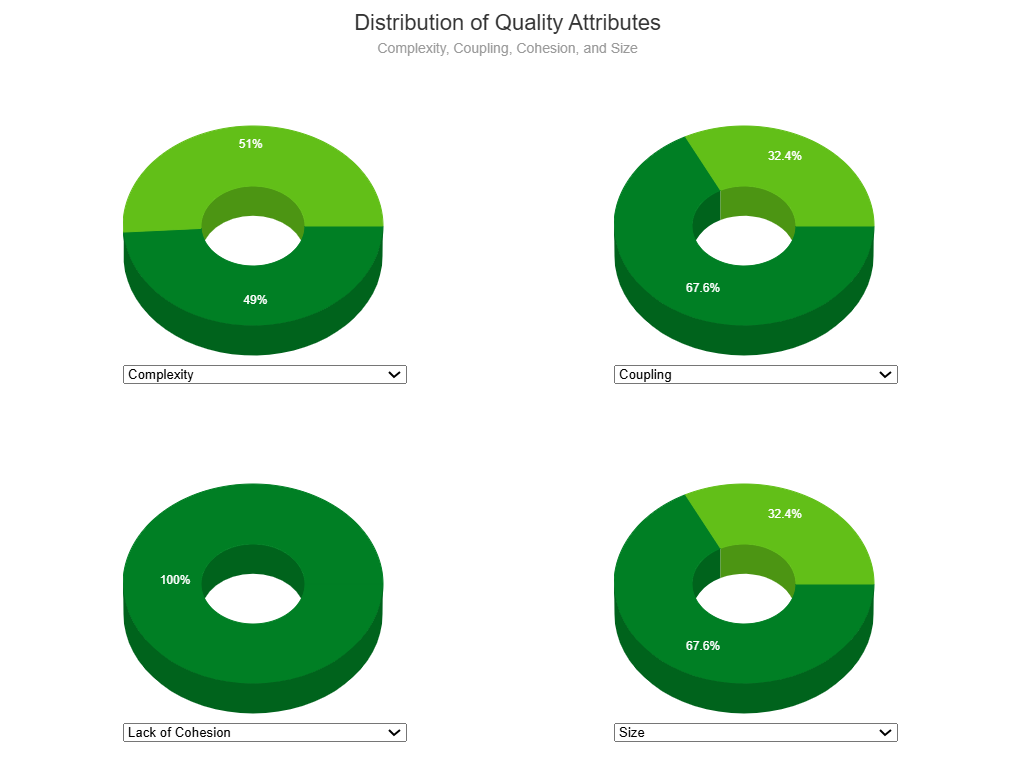 Distribution of Quality Attributes
Complexity, Coupling, Cohesion, and Size
51%
49%
Complexity
32.4%
67.6%
Coupling
100%
Lack of Cohesion
32.4%
67.6%
Size